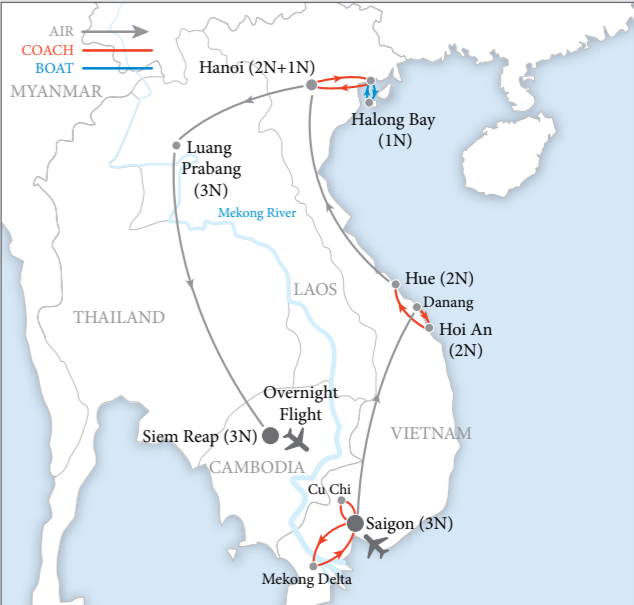 AIR
COACH
BOAT
MYANMAR
Hanoi (2N+1N)
Halong Bay
(1N)
Luang
Prabang
(3N)
Mekong River
Hue (2N)
LAOS
Danang
THAILAND
Hoi An
(2N)
Overnight
Flight
Siem Reap (3N)
VIETNAM
CAMBODIA
Cu Chi
Saigon (3N)
Mekong Delta